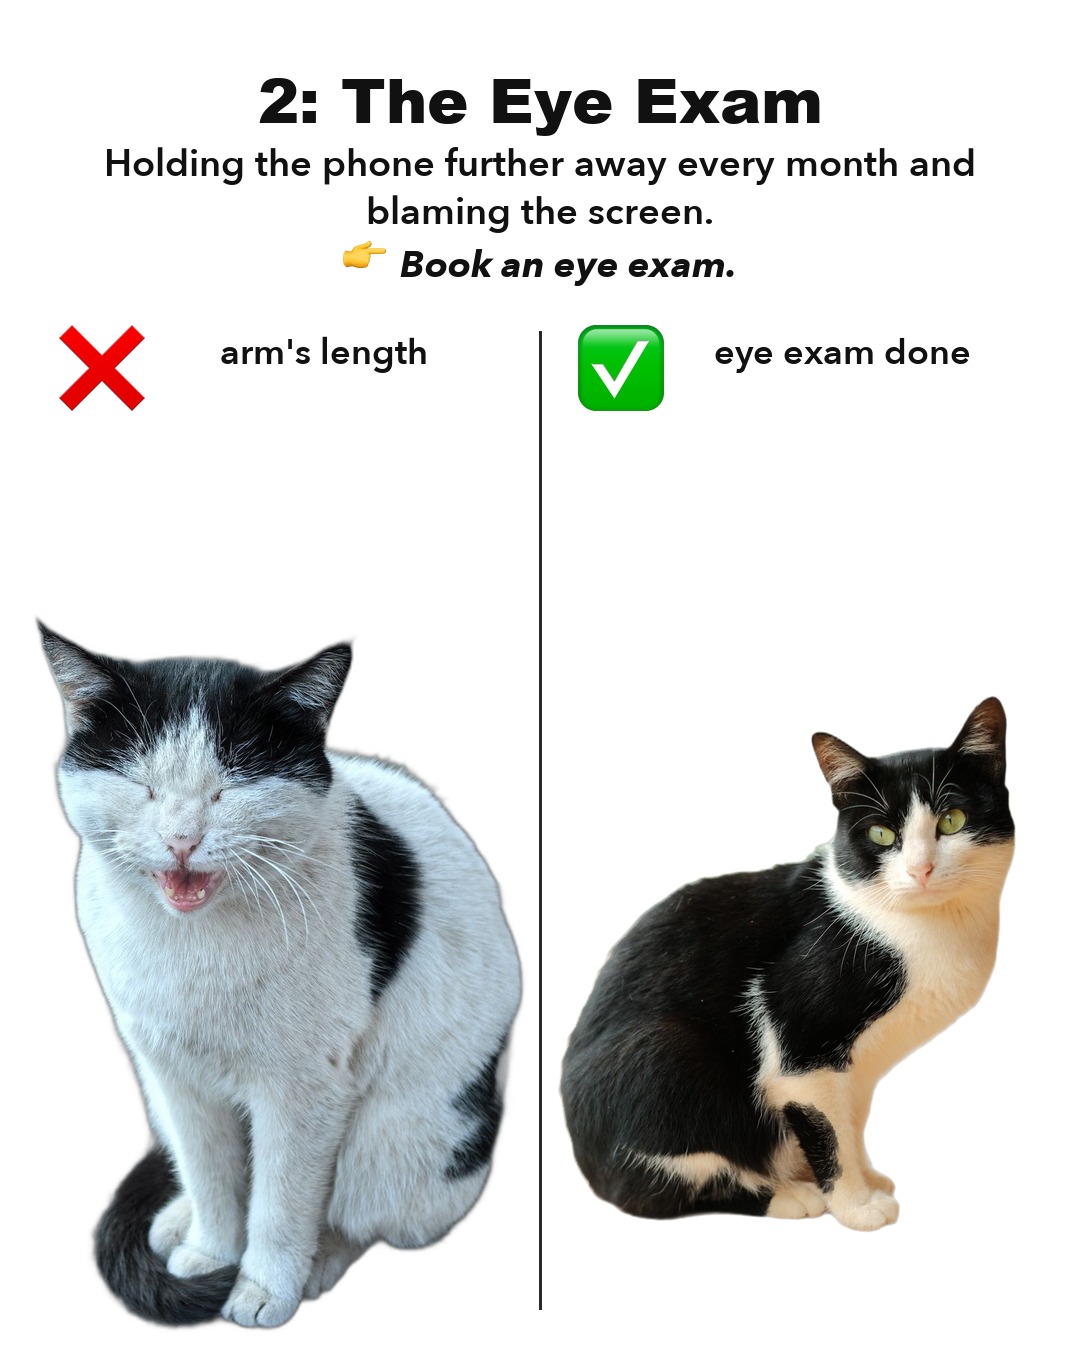 2: The Eye Exam
Holding the phone further away every month and
blaming the screen.
👉 Book an eye exam.
❌ arm's length
✅ eye exam done